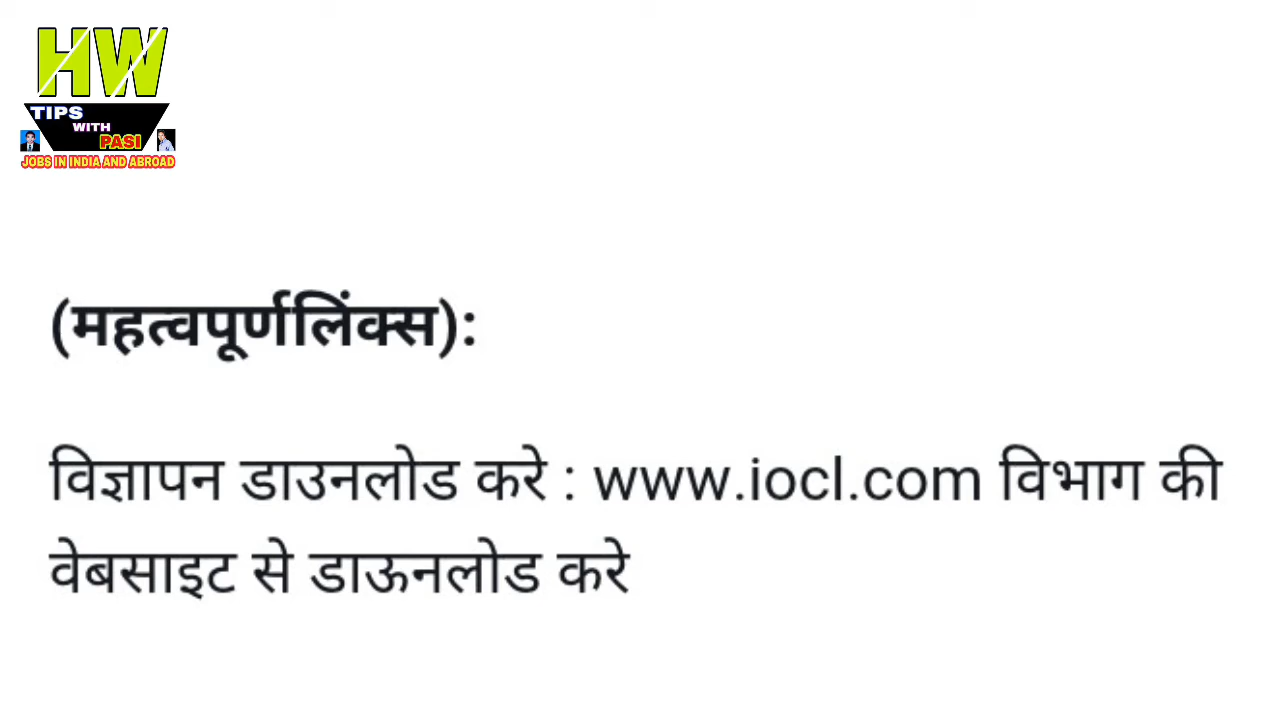 HW
TIPS
WITH
PASI
JOBS IN INDIA AND ABROAD
(महत्वपूर्णलिंक्स):
विज्ञापन डाउनलोड करे : www.iocl.com विभाग की
वेबसाइट से डाऊनलोड करे